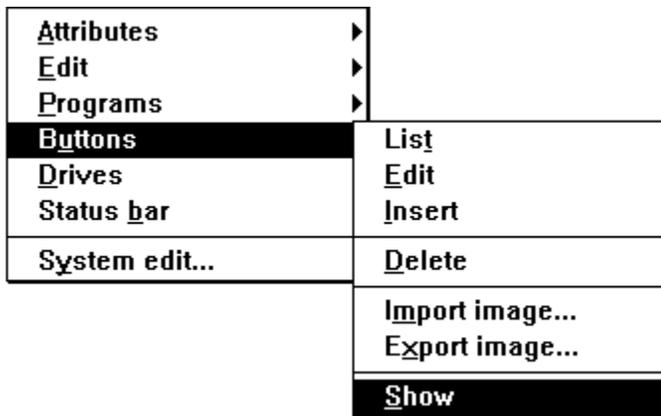 Attributes
Edit
Programs
Buttons
Drives
Status bar
System edit...
List
Edit
Insert
Delete
Import image...
Export image...
Show